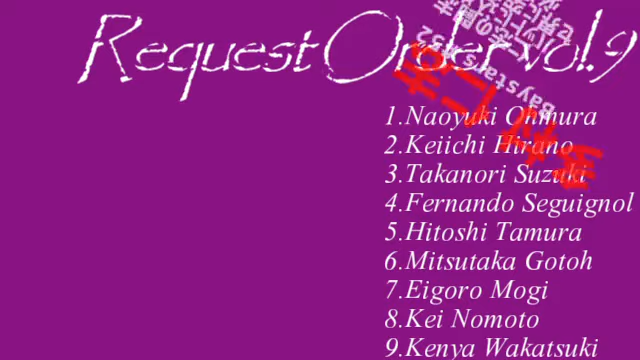 Request Order vol.9
baystars1132
1.Naoyuki Ohmura
2.Keiichi Hirano
3.Takanori Suzuki
4.Fernando Seguignol
5.Hitoshi Tamura
6.Mitsutaka Gotoh
7.Eigoro Mogi
8.Kei Nomoto
9.Kenya Wakatsuki